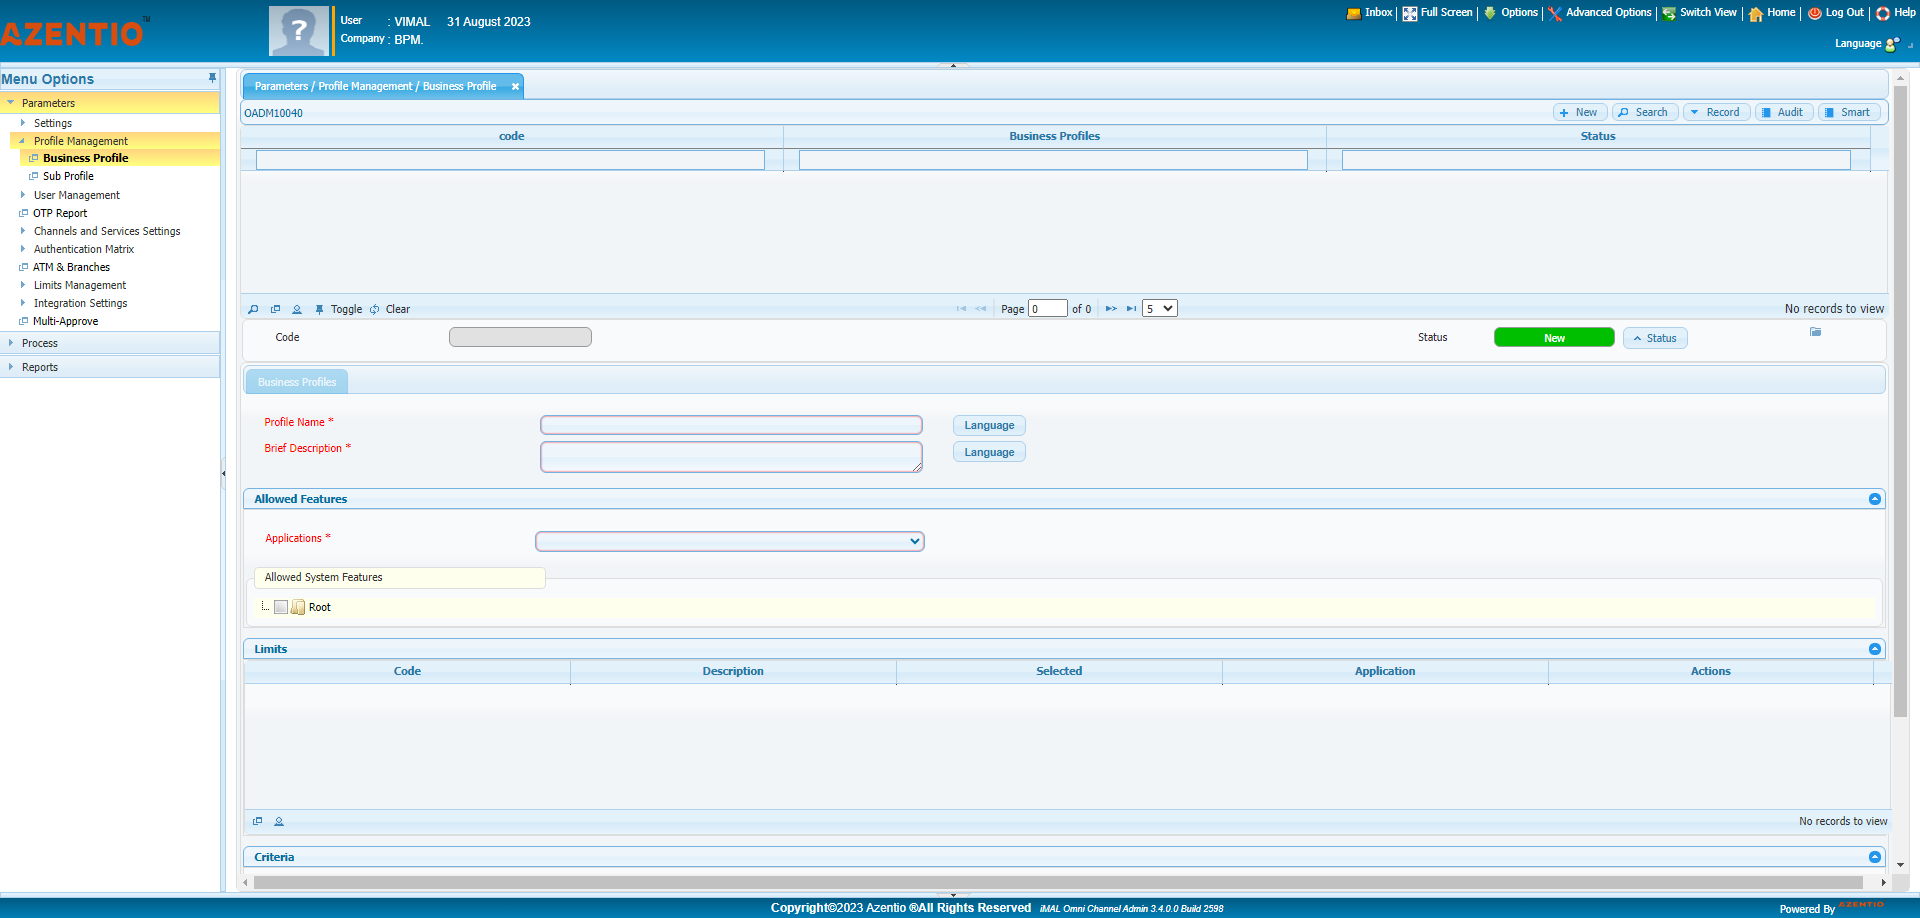 AZENTIO™
User : VIMAL 31 August 2023
Company : BPM.
Inbox Full Screen Options Advanced Options Switch View Home Log Out Help
Language
Menu Options
Parameters
Settings
Profile Management
Business Profile
Sub Profile
User Management
OTP Report
Channels and Services Settings
Authentication Matrix
ATM & Branches
Limits Management
Integration Settings
Multi-Approve
Process
Reports
Parameters / Profile Management / Business Profile
OADM10040
New Search Record Audit Smart
code Business Profiles Status
Toggle Clear
Page 0 of 0 5
No records to view
Code
Status New Status
Business Profiles
Profile Name * Language
Brief Description * Language
Allowed Features
Applications *
Allowed System Features
Root
Limits
Code Description Selected Application Actions
No records to view
Criteria
Copyright©2023 Azentio ®All Rights Reserved iMAL Omni Channel Admin 3.4.0.0 Build 2598
Powered By AZENTIO